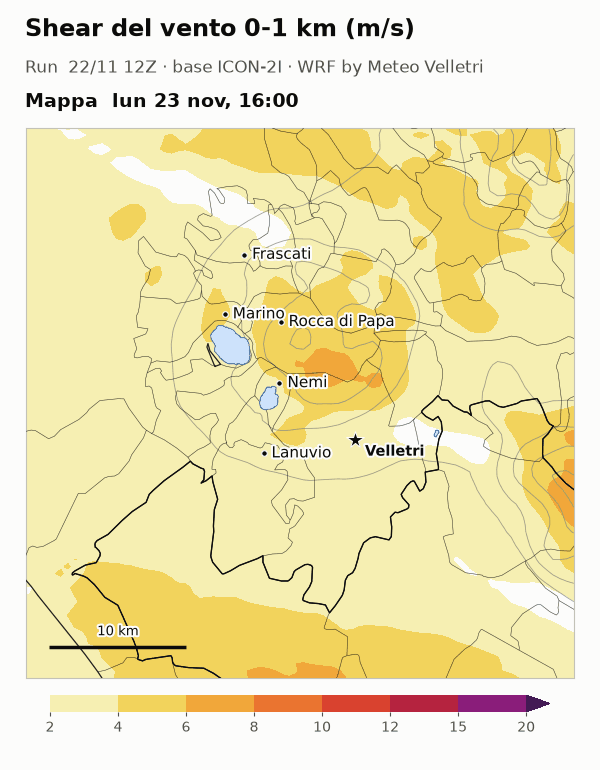 Shear del vento 0-1 km (m/s)
Run  22/11 12Z · base ICON-2I · WRF by Meteo Velletri
Mappa  lun 23 nov, 16:00
Frascati
Marino
Rocca di Papa
Nemi
Velletri
Lanuvio
10 km
2 4 6 8 10 12 15 20